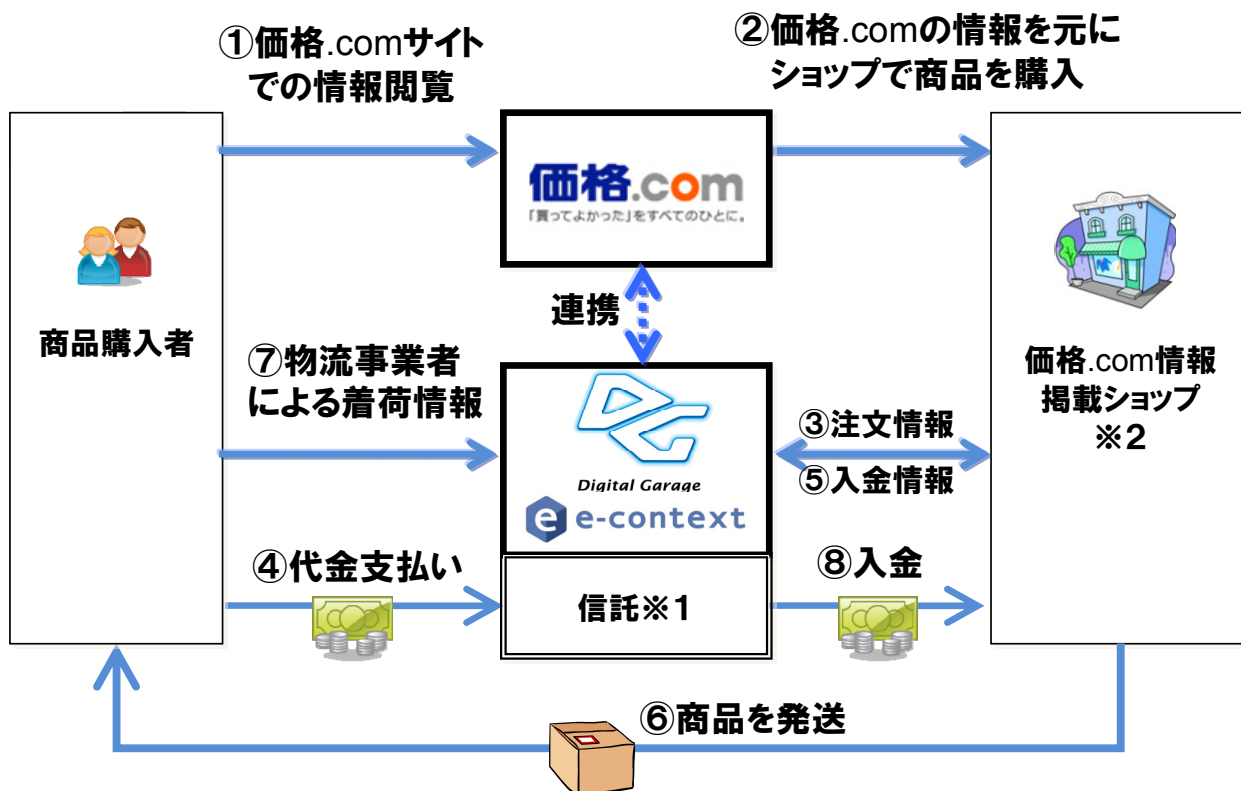 ①価格.comサイト
での情報閲覧
②価格.comの情報を元に
ショップで商品を購入
価格.com
「買ってよかった」をすべてのひとに。
商品購入者
連携
⑦物流事業者
による着荷情報
価格.com情報
掲載ショップ
※2
③注文情報
⑤入金情報
Digital Garage
e e-context
④代金支払い
⑧入金
信託※1
⑥商品を発送